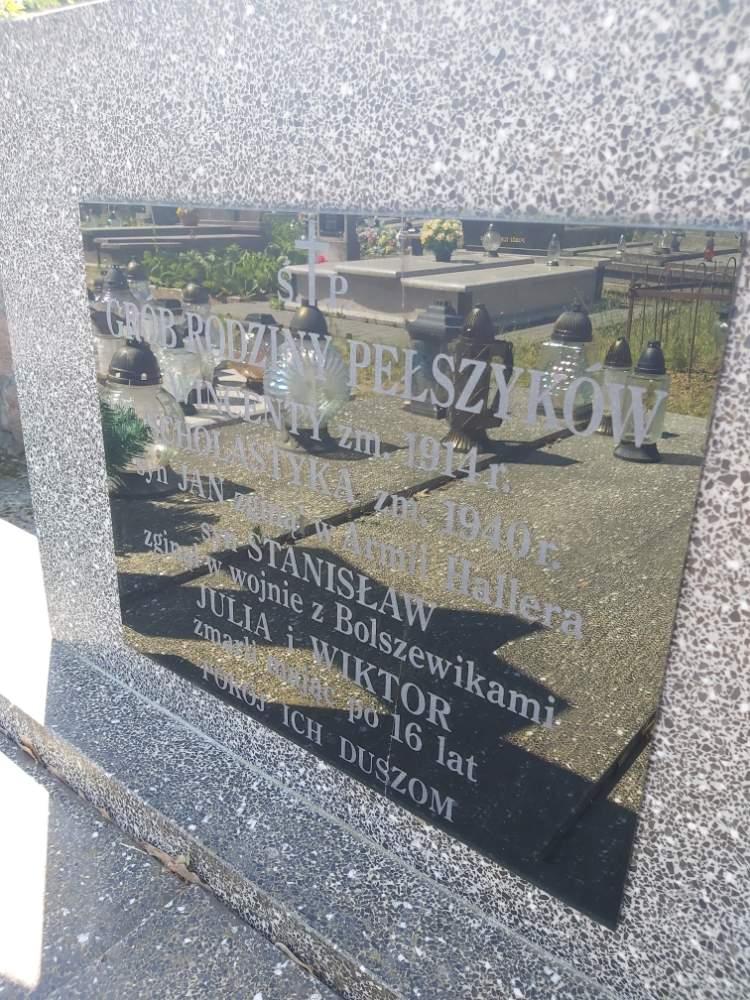 Ś P
GRÓB RODZINY PEŁSZYKÓW
WINCENTY zm. 1914 r.
SCHOLASTYKA zm. 1940 r.
syn JAN zginął w Armii Hallera
syn STANISŁAW
zginął w wojnie z Bolszewikami
JULIA i WIKTOR
zmarli mając po 16 lat
POKÓJ ICH DUSZOM